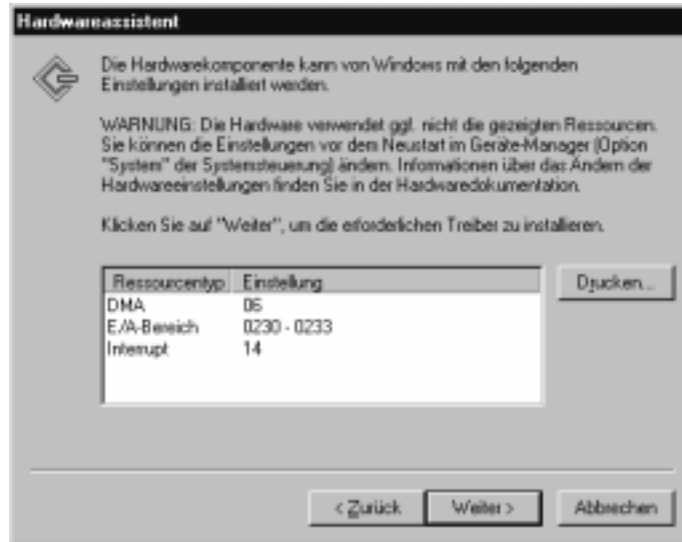 Hardwareassistent
Die Hardwarekomponente kann von Windows mit den folgenden
Einstellungen installiert werden.
WARNUNG: Die Hardware verwendet ggf. nicht die gezeigten Ressourcen.
Sie können die Einstellungen vor dem Neustart im Geräte-Manager (Option
"System" der Systemsteuerung) ändern. Informationen über das Ändern der
Hardwareeinstellungen finden Sie in der Hardwaredokumentation.
Klicken Sie auf "Weiter", um die erforderlichen Treiber zu installieren.
Ressourcentyp Einstellung
DMA 06
E/A-Bereich 0230 - 0233
Interrupt 14
Drucken...
< Zurück Weiter > Abbrechen